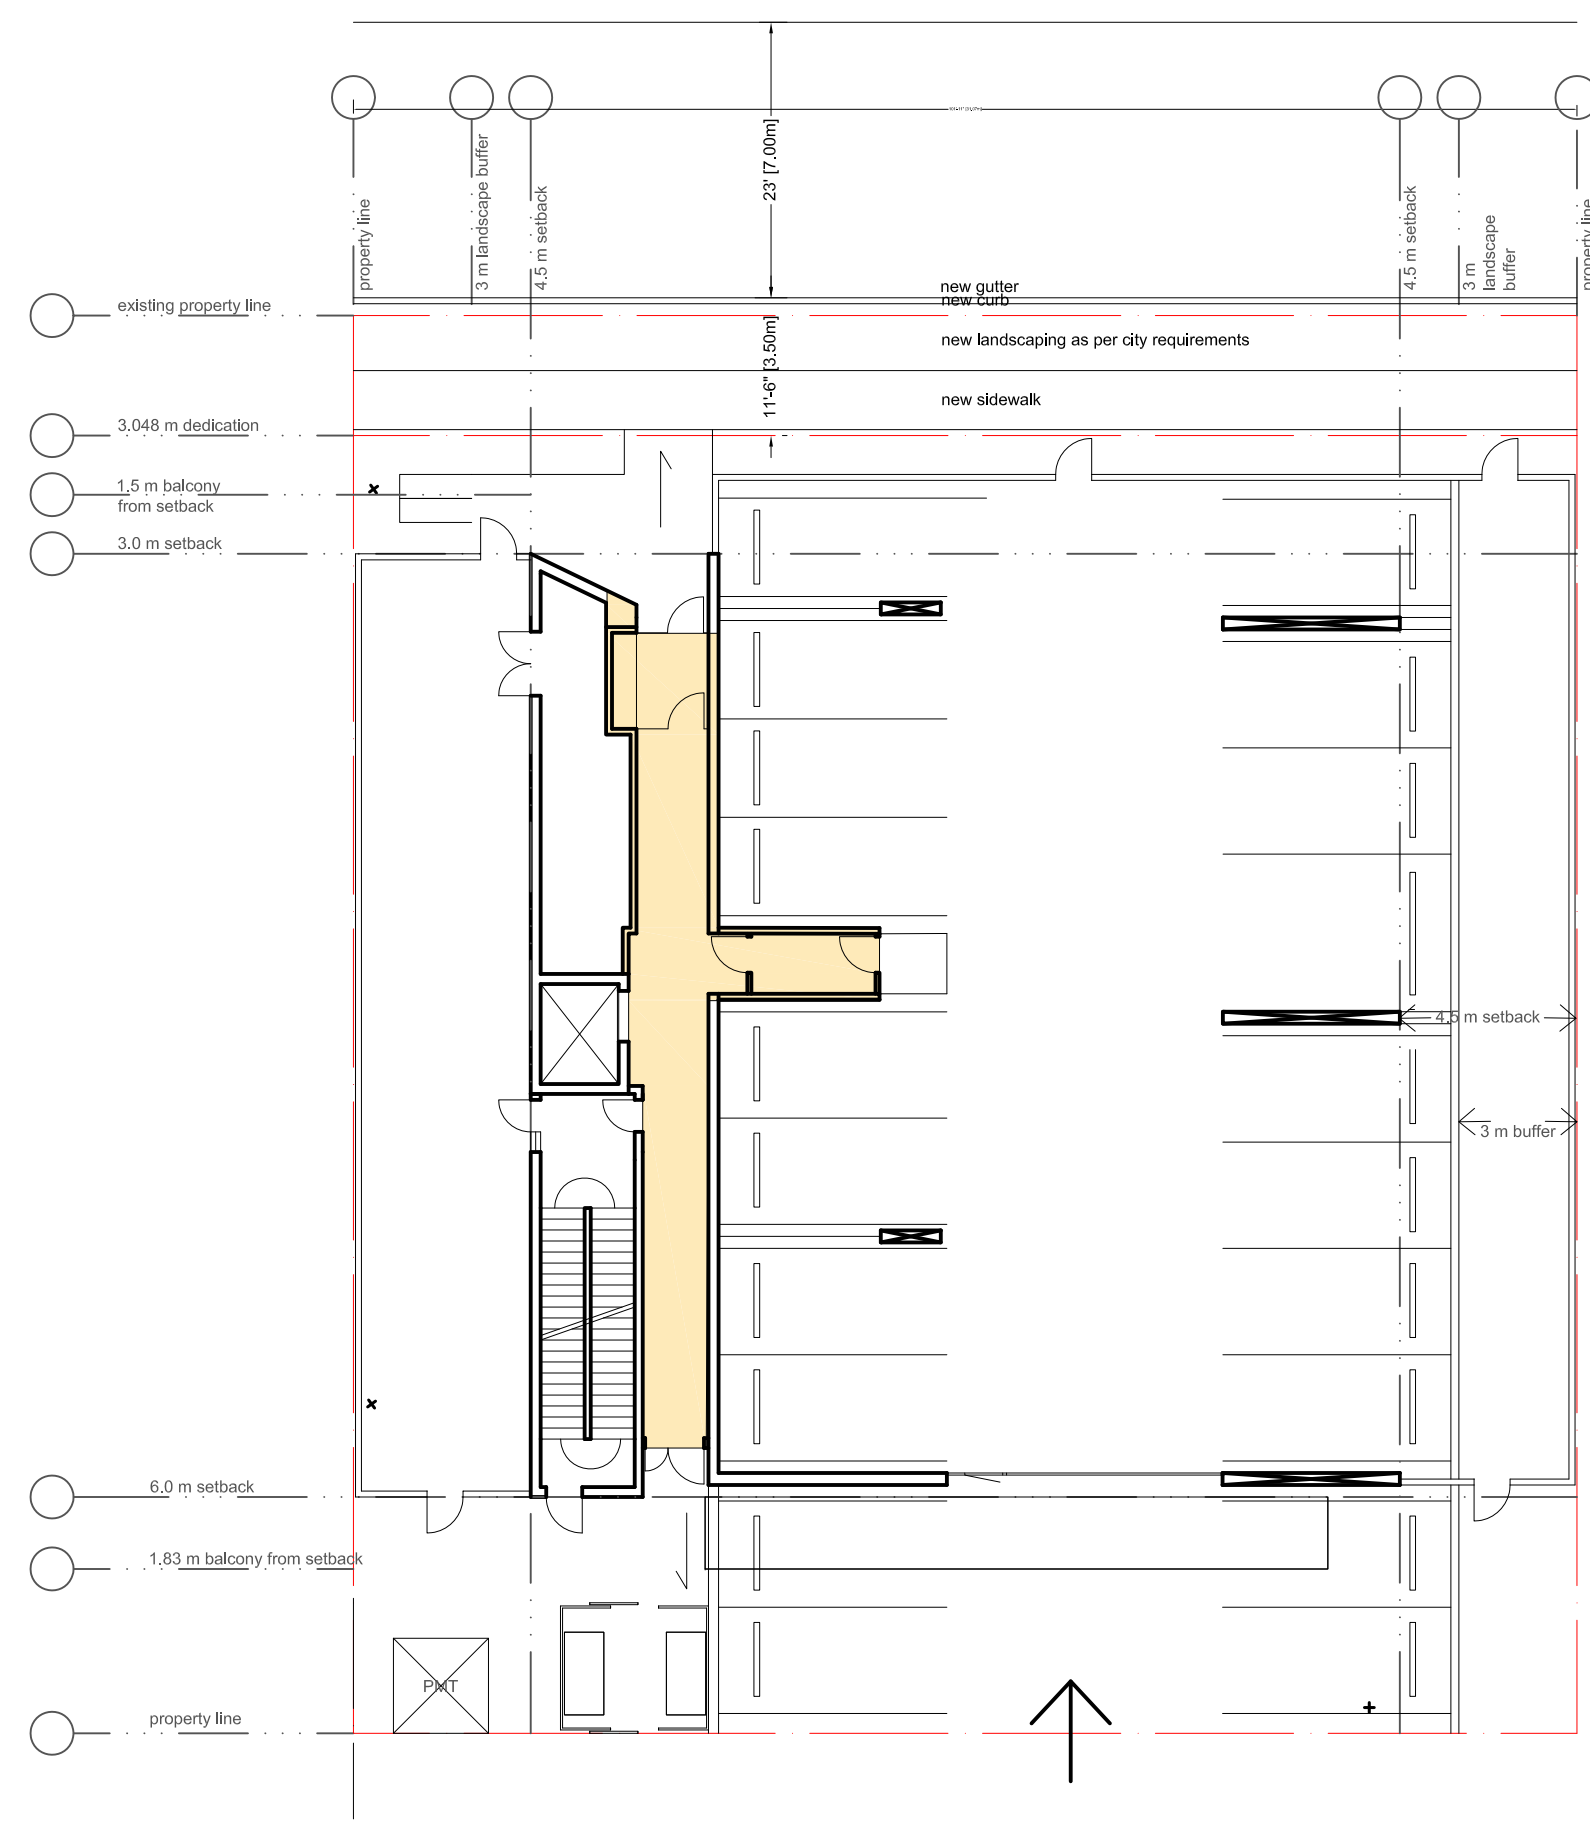 23' [7.00m]
property line
3 m landscape buffer
4.5 m setback
4.5 m setback
3 m
landscape
buffer
property line
new gutter
new curb
existing property line
11'-6" [3.50m]
new landscaping as per city requirements
new sidewalk
3.048 m dedication
1.5 m balcony
from setback
3.0 m setback
4.5 m setback
3 m buffer
6.0 m setback
1.83 m balcony from setback
PMT
property line